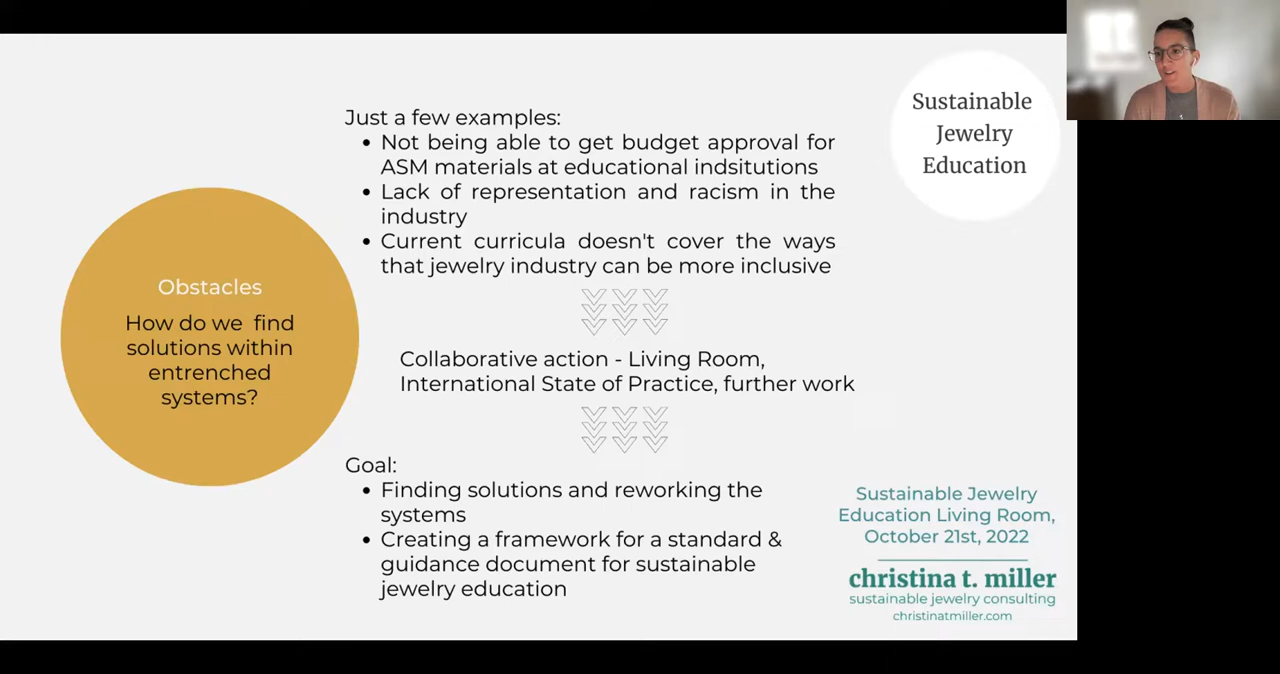 Sustainable
Jewelry
Education
Just a few examples:
• Not being able to get budget approval for
ASM materials at educational indsitutions
• Lack of representation and racism in the
industry
• Current curricula doesn't cover the ways
that jewelry industry can be more inclusive
Obstacles
How do we find
solutions within
entrenched
systems?
Collaborative action - Living Room,
International State of Practice, further work
Goal:
• Finding solutions and reworking the
systems
• Creating a framework for a standard &
guidance document for sustainable
jewelry education
Sustainable Jewelry
Education Living Room,
October 21st, 2022
christina t. miller
sustainable jewelry consulting
christinatmiller.com